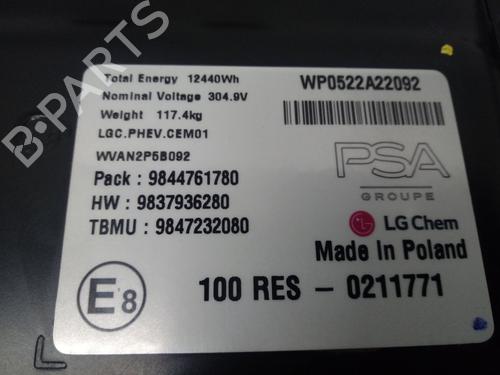 Total Energy 12440Wh
Nominal Voltage 304.9V
Weight 117.4kg
LGC.PHEV.CEM01
WVAN2P5B092
Pack : 9844761780
HW : 9837936280
TBMU : 9847232080
WP0522A22092
PSA
GROUPE
LG Chem
Made In Poland
E8
100 RES - 0211771
B-PARTS